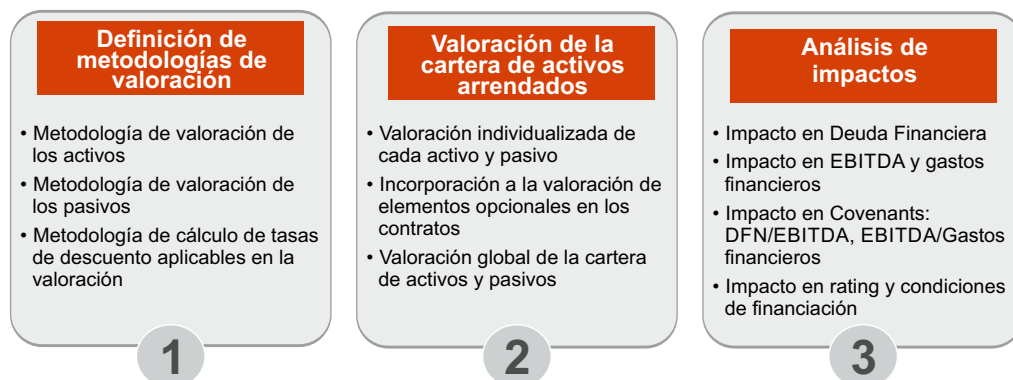 Definición de
metodologías de
valoración
• Metodología de valoración de
los activos
• Metodología de valoración de
los pasivos
• Metodología de cálculo de tasas
de descuento aplicables en la
valoración
1
Valoración de la
cartera de activos
arrendados
• Valoración individualizada de
cada activo y pasivo
• Incorporación a la valoración de
elementos opcionales en los
contratos
• Valoración global de la cartera
de activos y pasivos
2
Análisis de
impactos
• Impacto en Deuda Financiera
• Impacto en EBITDA y gastos
financieros
• Impacto en Covenants:
DFN/EBITDA, EBITDA/Gastos
financieros
• Impacto en rating y condiciones
de financiación
3